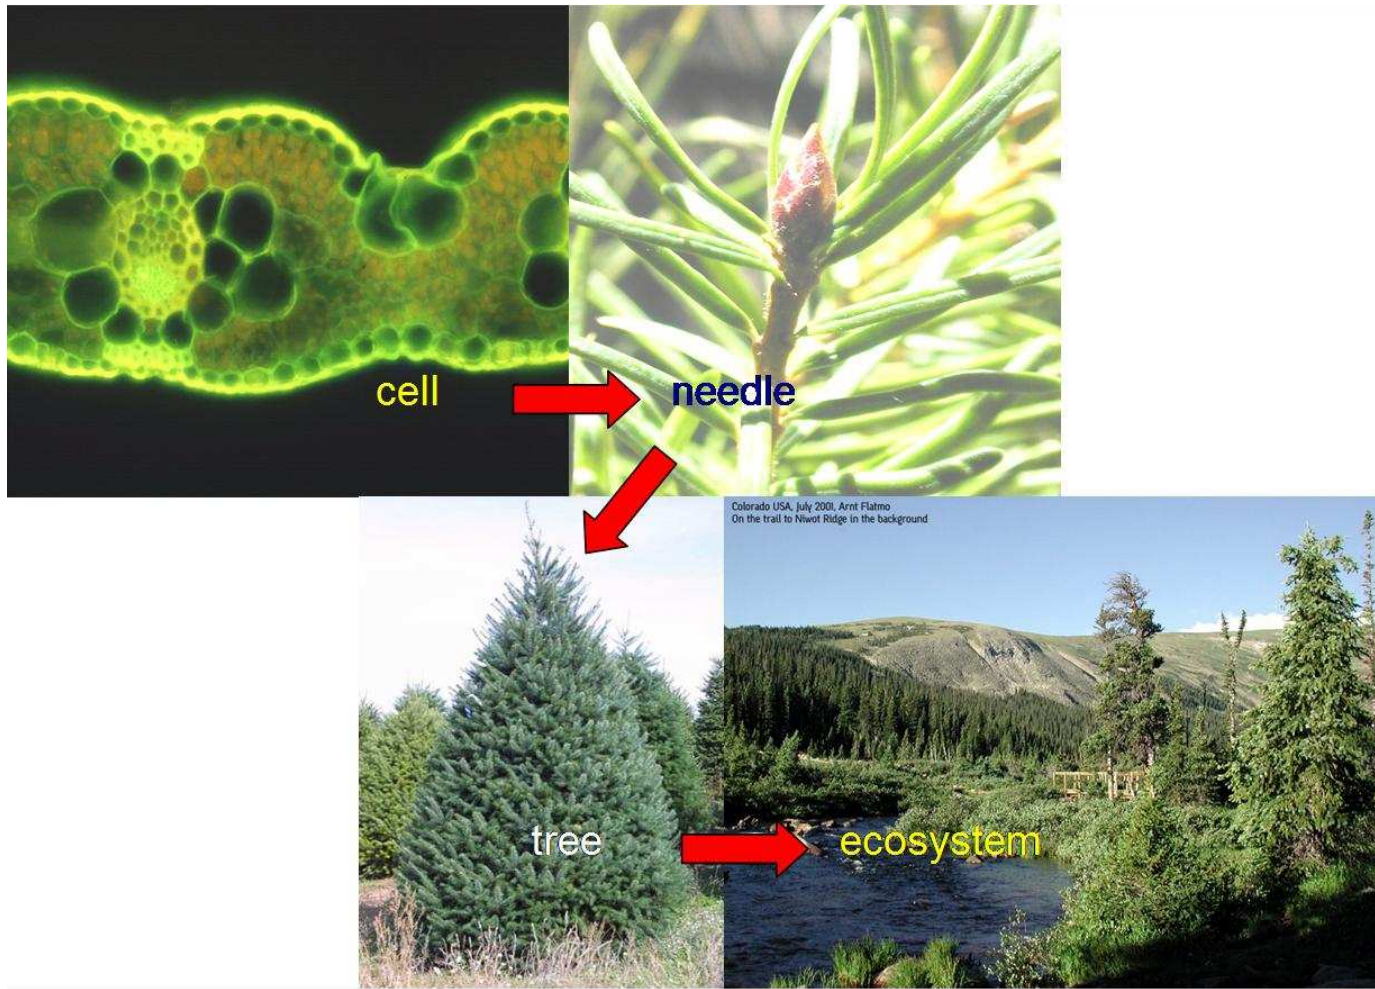 cell
needle
Colorado USA, July 2001, Arnt Flatmo
On the trail to Niwot Ridge in the background
tree
ecosystem